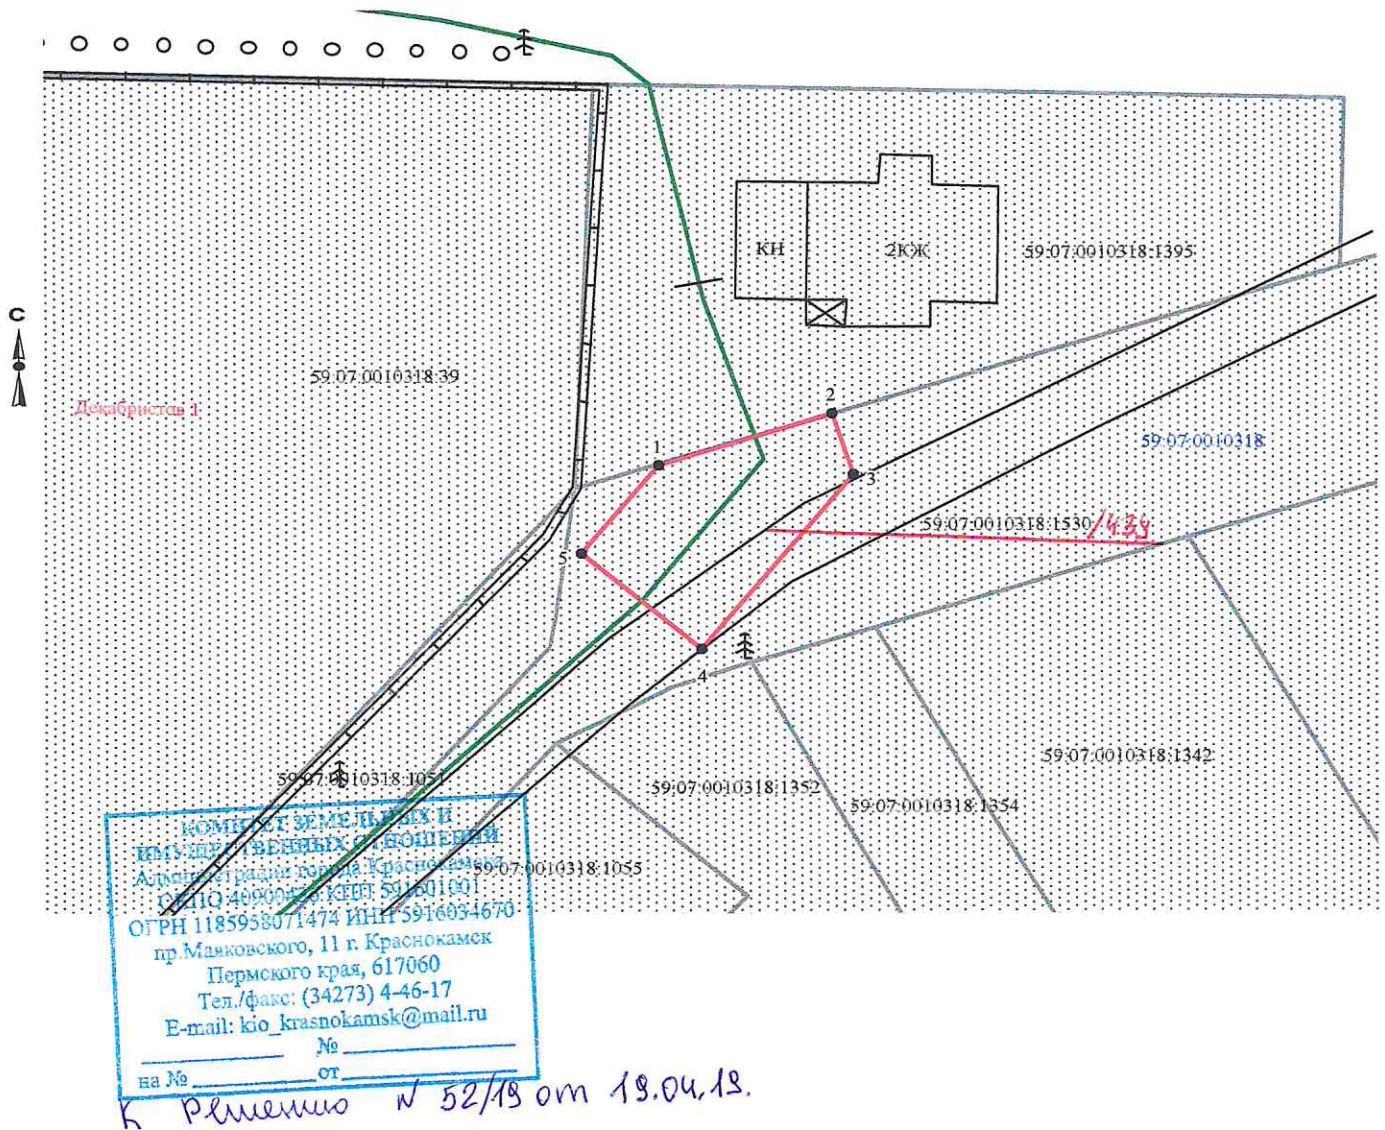 С
КН
2КЖ
59:07:0010318:1395
59:07:0010318:39
Декабристов 1
2
1
59:07:0010318
3
59:07:0010318:1530/439
5
4
59:07:0010318:1342
59:07:0010318:1051
59:07:0010318:1352
59:07:0010318:1354
59:07:0010318:1055
КОМИТЕТ ЗЕМЕЛЬНЫХ И
ИМУЩЕСТВЕННЫХ ОТНОШЕНИЙ
Администрации города Краснокамска
ОКПО КПП 591601001
ОГРН 1185958071474 ИНН 5916034670
пр.Маяковского, 11 г. Краснокамск
Пермского края, 617060
Тел./факс: (34273) 4-46-17
E-mail: kio_krasnokamsk@mail.ru
№
на № от
К Решению N 52/19 от 19.04.19.